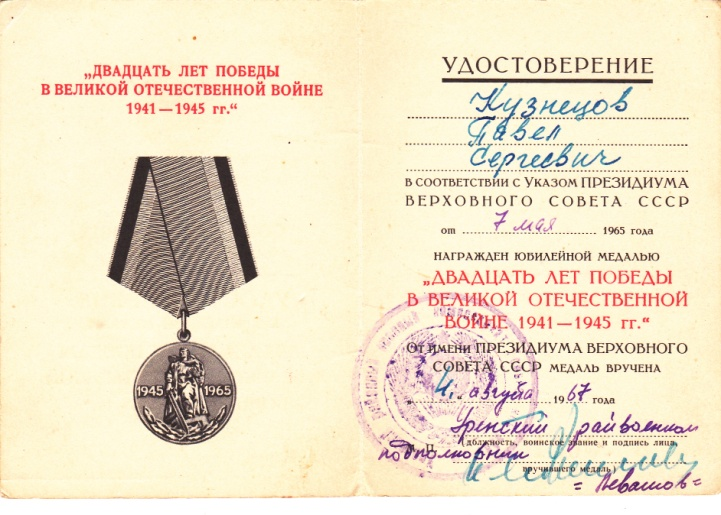 „ДВАДЦАТЬ ЛЕТ ПОБЕДЫ
В ВЕЛИКОЙ ОТЕЧЕСТВЕННОЙ ВОЙНЕ
1941—1945 гг.“
1945 1965
УДОСТОВЕРЕНИЕ
Кузнецов
Павел
Сергеевич
В СООТВЕТСТВИИ С УКАЗОМ ПРЕЗИДИУМА
ВЕРХОВНОГО СОВЕТА СССР
от 7 мая 1965 года
НАГРАЖДЕН ЮБИЛЕЙНОЙ МЕДАЛЬЮ
„ДВАДЦАТЬ ЛЕТ ПОБЕДЫ
В ВЕЛИКОЙ ОТЕЧЕСТВЕННОЙ
ВОЙНЕ 1941—1945 гг.“
ОТ ИМЕНИ ПРЕЗИДИУМА ВЕРХОВНОГО
СОВЕТА СССР МЕДАЛЬ ВРУЧЕНА
4. августа 1967 года
Уренский райвоенком
(должность, воинское звание и подпись лица,
подполковник
вручившего медаль)
=Левашов=